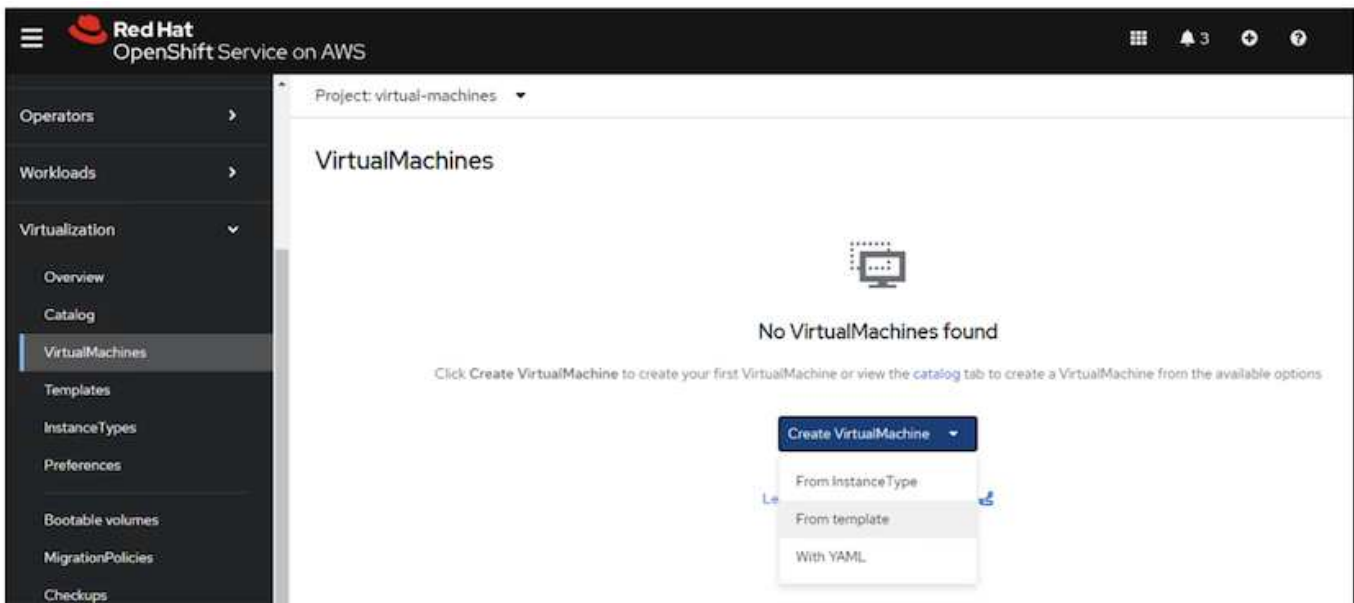 Red Hat
OpenShift Service on AWS
3
Project: virtual-machines
Operators
Workloads
Virtualization
Overview
Catalog
VirtualMachines
Templates
InstanceTypes
Preferences
Bootable volumes
MigrationPolicies
Checkups
VirtualMachines
No VirtualMachines found
Click Create VirtualMachine to create your first VirtualMachine or view the catalog tab to create a VirtualMachine from the available options
Create VirtualMachine
From InstanceType
From template
With YAML